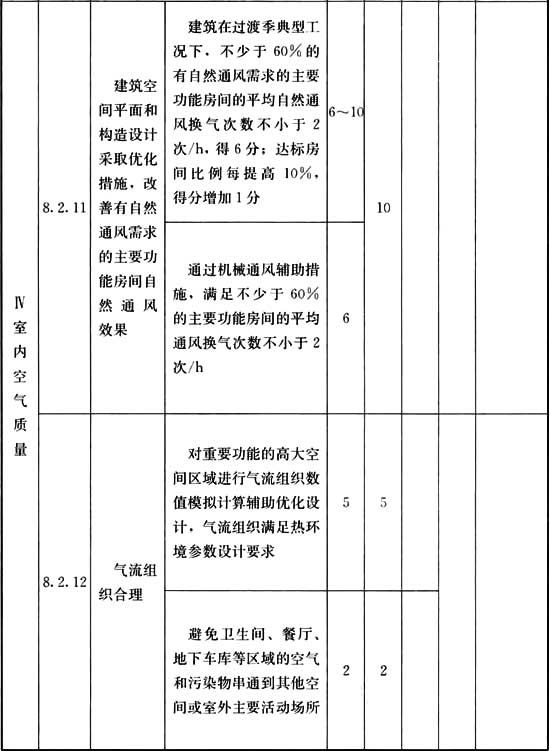 Ⅳ
室
内
空
气
质
量
8.2.11
建筑空
间平面和
构造设计
采取优化
措施，改
善有自然
通风需求
的主要功
能房间自
然通风
效果
建筑在过渡季典型工
况下，不少于60％的
有自然通风需求的主要
功能房间的平均自然通
风换气次数不小于2
次/h，得6分；达标房
间比例每提高10％，
得分增加1分
6～10
10
通过机械通风辅助措
施，满足不少于60％
的主要功能房间的平均
通风换气次数不小于2
次/h
6
8.2.12
气流组
织合理
对重要功能的高大空
间区域进行气流组织数
值模拟计算辅助优化设
计，气流组织满足热环
境参数设计要求
5
5
避免卫生间、餐厅、
地下车库等区域的空气
和污染物串通到其他空
间或室外主要活动场所
2
2